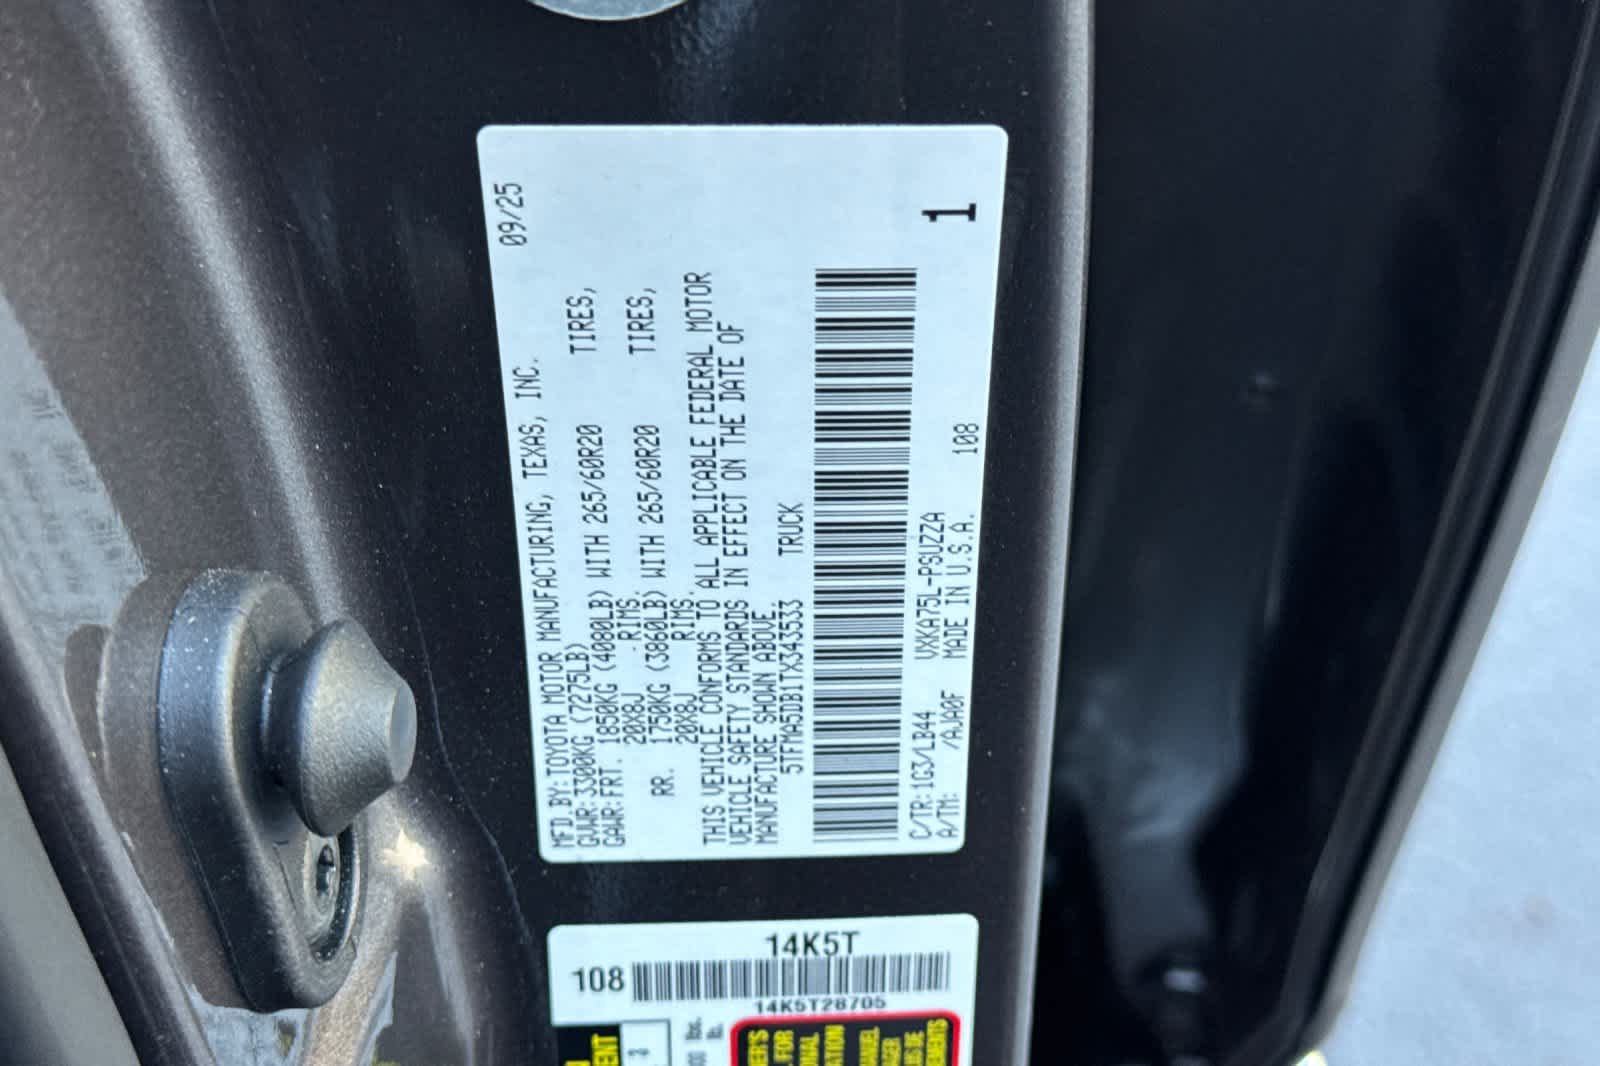 09/25
MFD.BY:TOYOTA MOTOR MANUFACTURING, TEXAS, INC.
GVWR:3300KG (7275LB)
GAWR:FRT. 1850KG (4080LB) WITH 265/60R20 TIRES,
20X8J RIMS.
RR. 1750KG (3860LB) WITH 265/60R20 TIRES,
20X8J RIMS.
THIS VEHICLE CONFORMS TO ALL APPLICABLE FEDERAL MOTOR
VEHICLE SAFETY STANDARDS IN EFFECT ON THE DATE OF
MANUFACTURE SHOWN ABOVE.
5TFMA5DB1TX343533 TRUCK
1
C/TR:1G3/LB44 VXKA75L-PSUZZA 108
A/TM: /AJA0F MADE IN U.S.A.
14K5T
108
14K5T28705